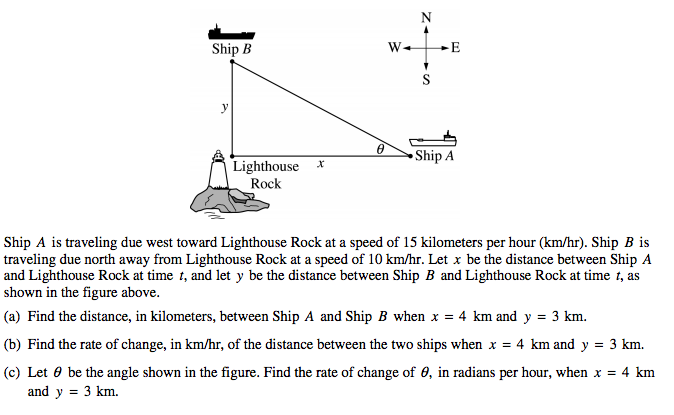 N
Ship B
W E
S
y
θ
Ship A
Lighthouse x
Rock
Ship A is traveling due west toward Lighthouse Rock at a speed of 15 kilometers per hour (km/hr). Ship B is
traveling due north away from Lighthouse Rock at a speed of 10 km/hr. Let x be the distance between Ship A
and Lighthouse Rock at time t, and let y be the distance between Ship B and Lighthouse Rock at time t, as
shown in the figure above.
(a) Find the distance, in kilometers, between Ship A and Ship B when x = 4 km and y = 3 km.
(b) Find the rate of change, in km/hr, of the distance between the two ships when x = 4 km and y = 3 km.
(c) Let θ be the angle shown in the figure. Find the rate of change of θ, in radians per hour, when x = 4 km
and y = 3 km.